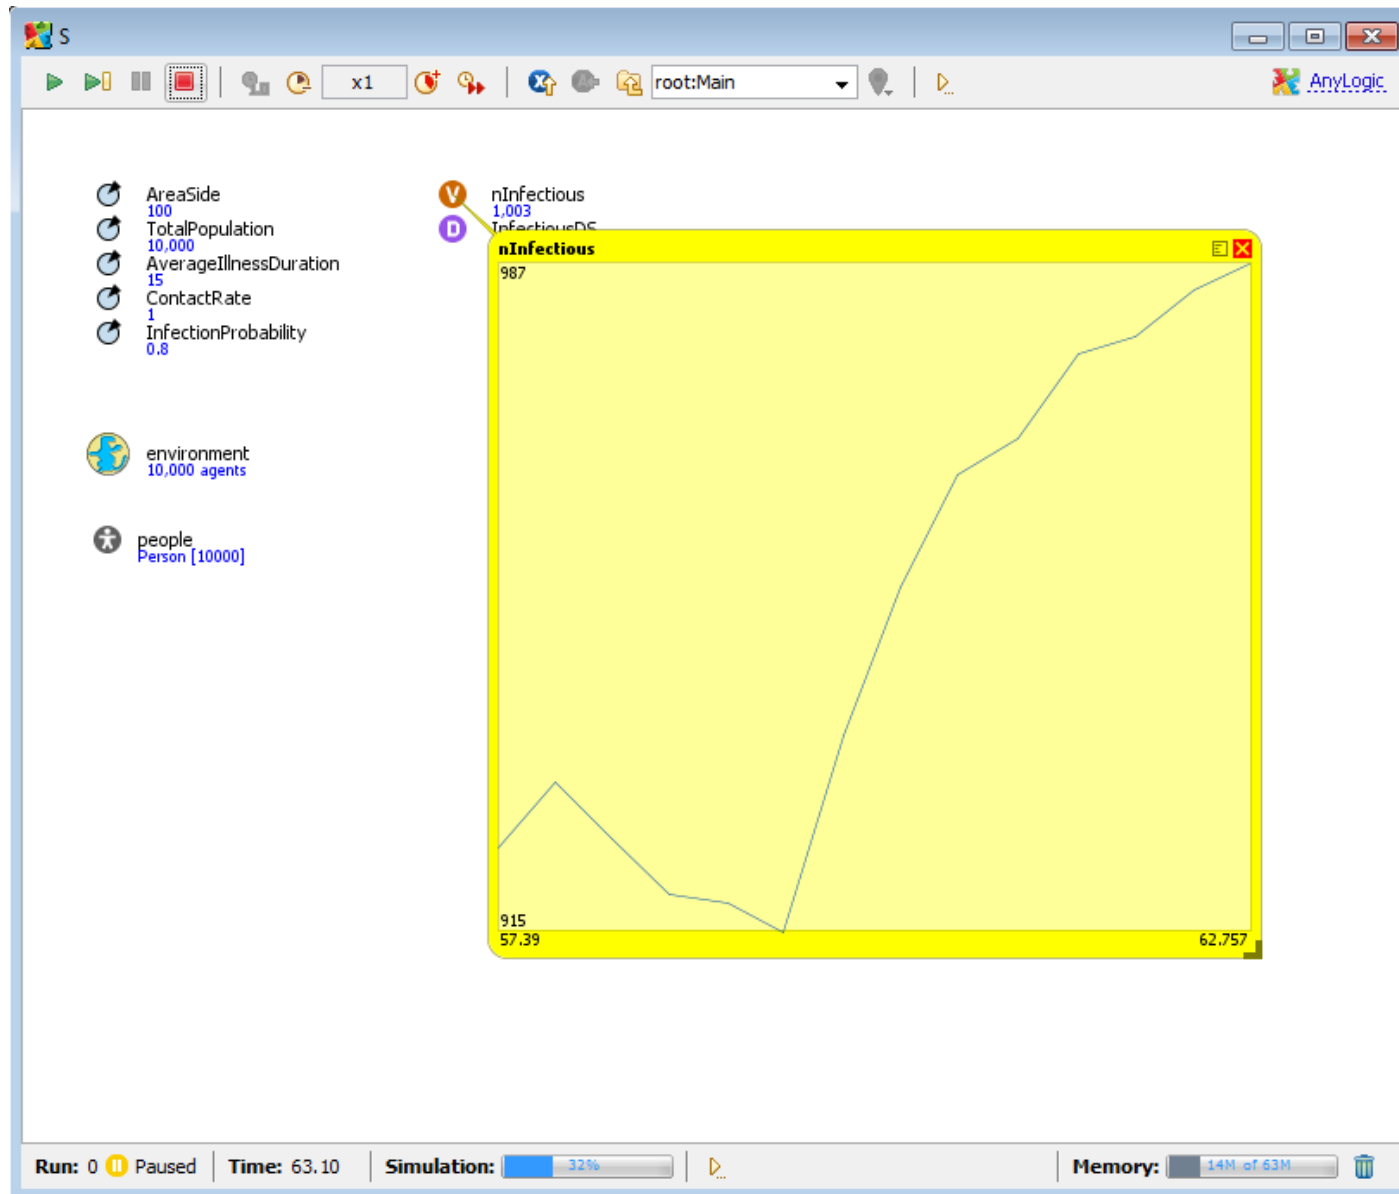 S
x1
root:Main
AnyLogic
AreaSide
100
TotalPopulation
10,000
AverageIllnessDuration
15
ContactRate
1
InfectionProbability
0.8
nInfectious
1,003
InfectiousDS
nInfectious
987
915
57.39
62.757
environment
10,000 agents
people
Person [10000]
Run: 0 Paused Time: 63.10 Simulation: 32% Memory: 14M of 63M